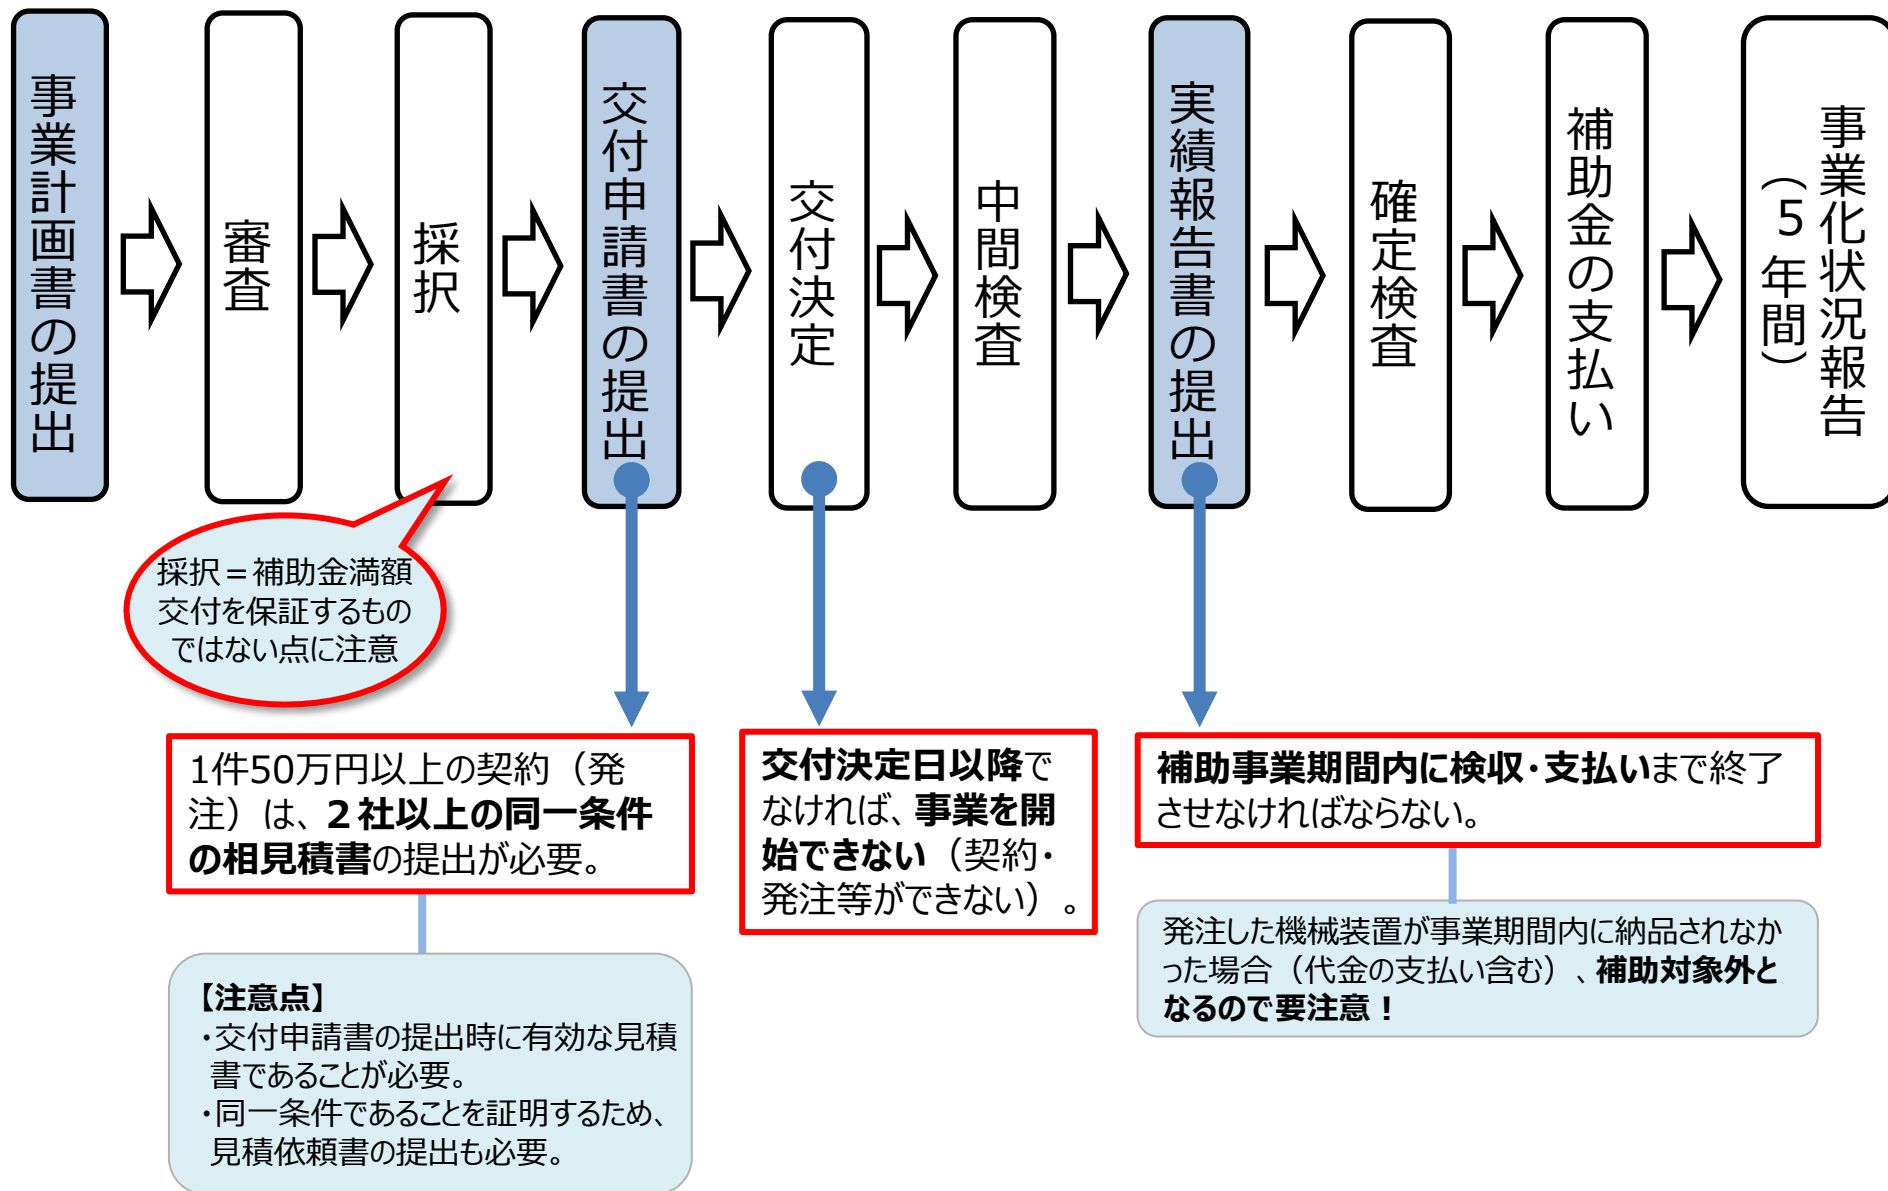 事業計画書の提出
審査
採択
交付申請書の提出
交付決定
中間検査
実績報告書の提出
確定検査
補助金の支払い
事業化状況報告
（５年間）
採択＝補助金満額
交付を保証するもの
ではない点に注意
1件50万円以上の契約（発
注）は、２社以上の同一条件
の相見積書の提出が必要。
【注意点】
・交付申請書の提出時に有効な見積
書であることが必要。
・同一条件であることを証明するため、
見積依頼書の提出も必要。
交付決定日以降で
なければ、事業を開
始できない（契約・
発注等ができない）。
補助事業期間内に検収・支払いまで終了
させなければならない。
発注した機械装置が事業期間内に納品されなか
った場合（代金の支払い含む）、補助対象外と
なるので要注意！